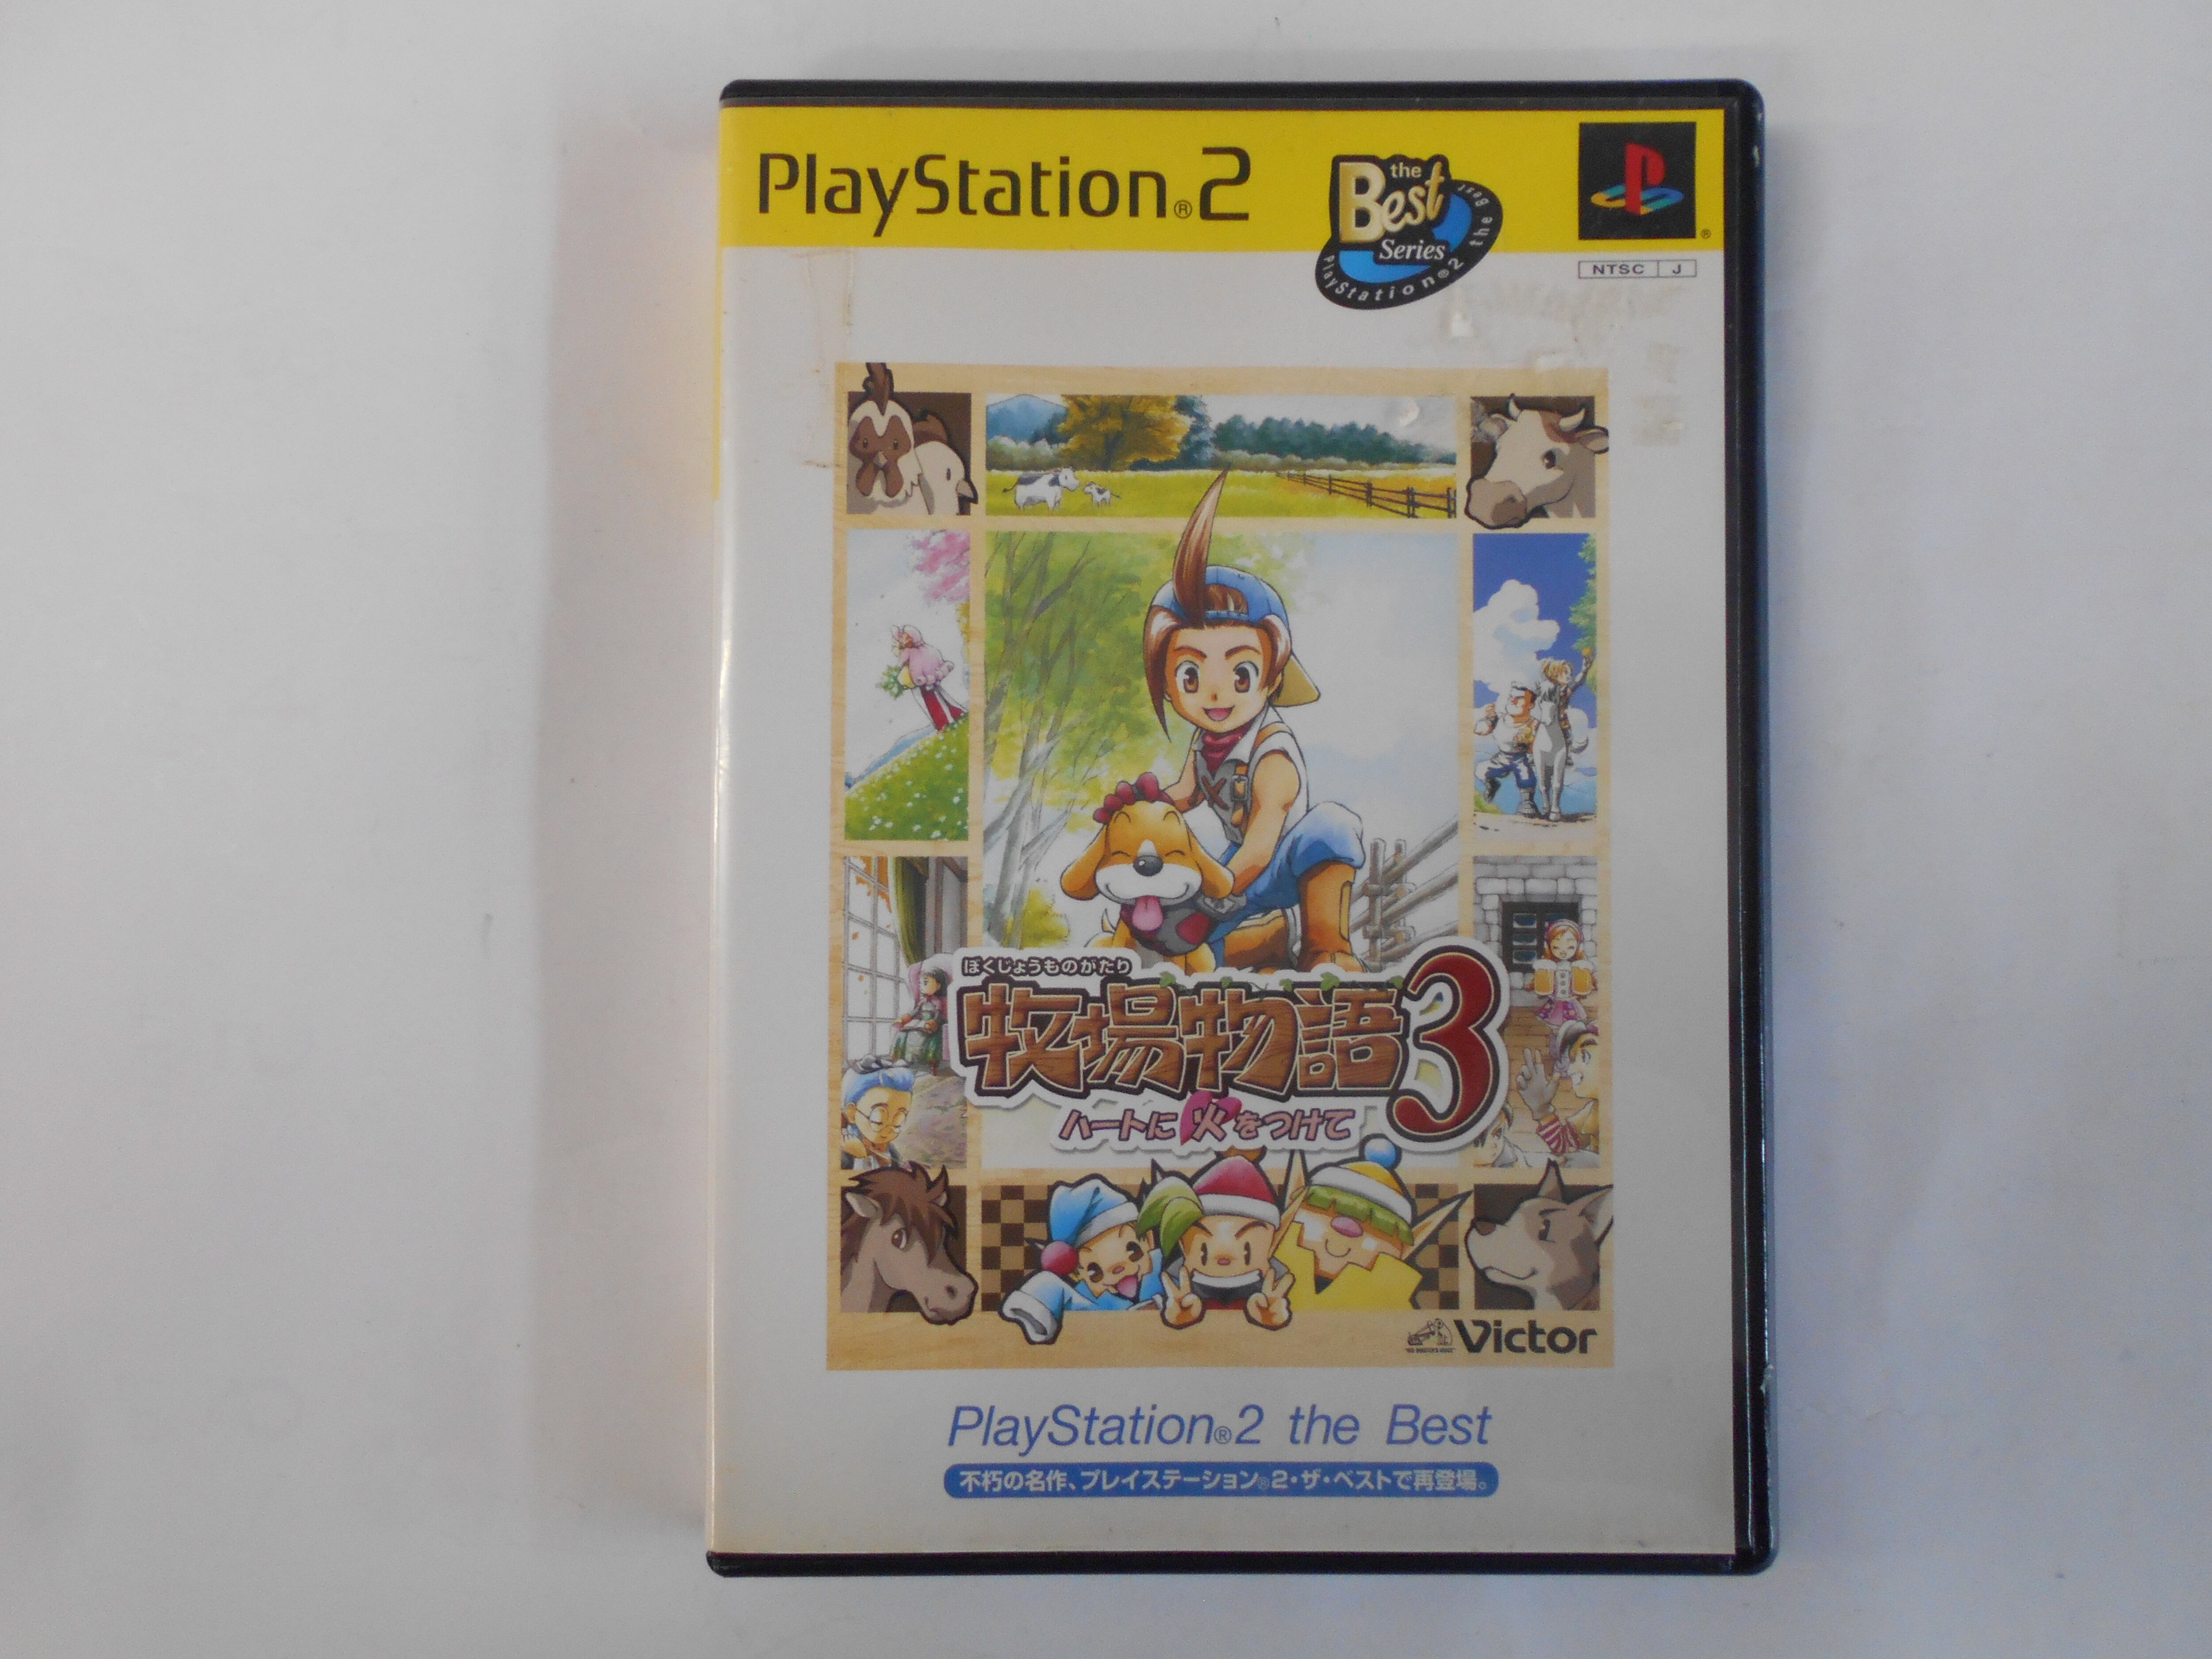 PlayStation®2
the Best Series
PlayStation®2 the Best
®
NTSC J
ぼくじょうものがたり
牧場物語3
ハートに火をつけて
Victor
"HIS MASTER'S VOICE"
PlayStation®2 the Best
不朽の名作、プレイステーション®2・ザ・ベストで再登場。